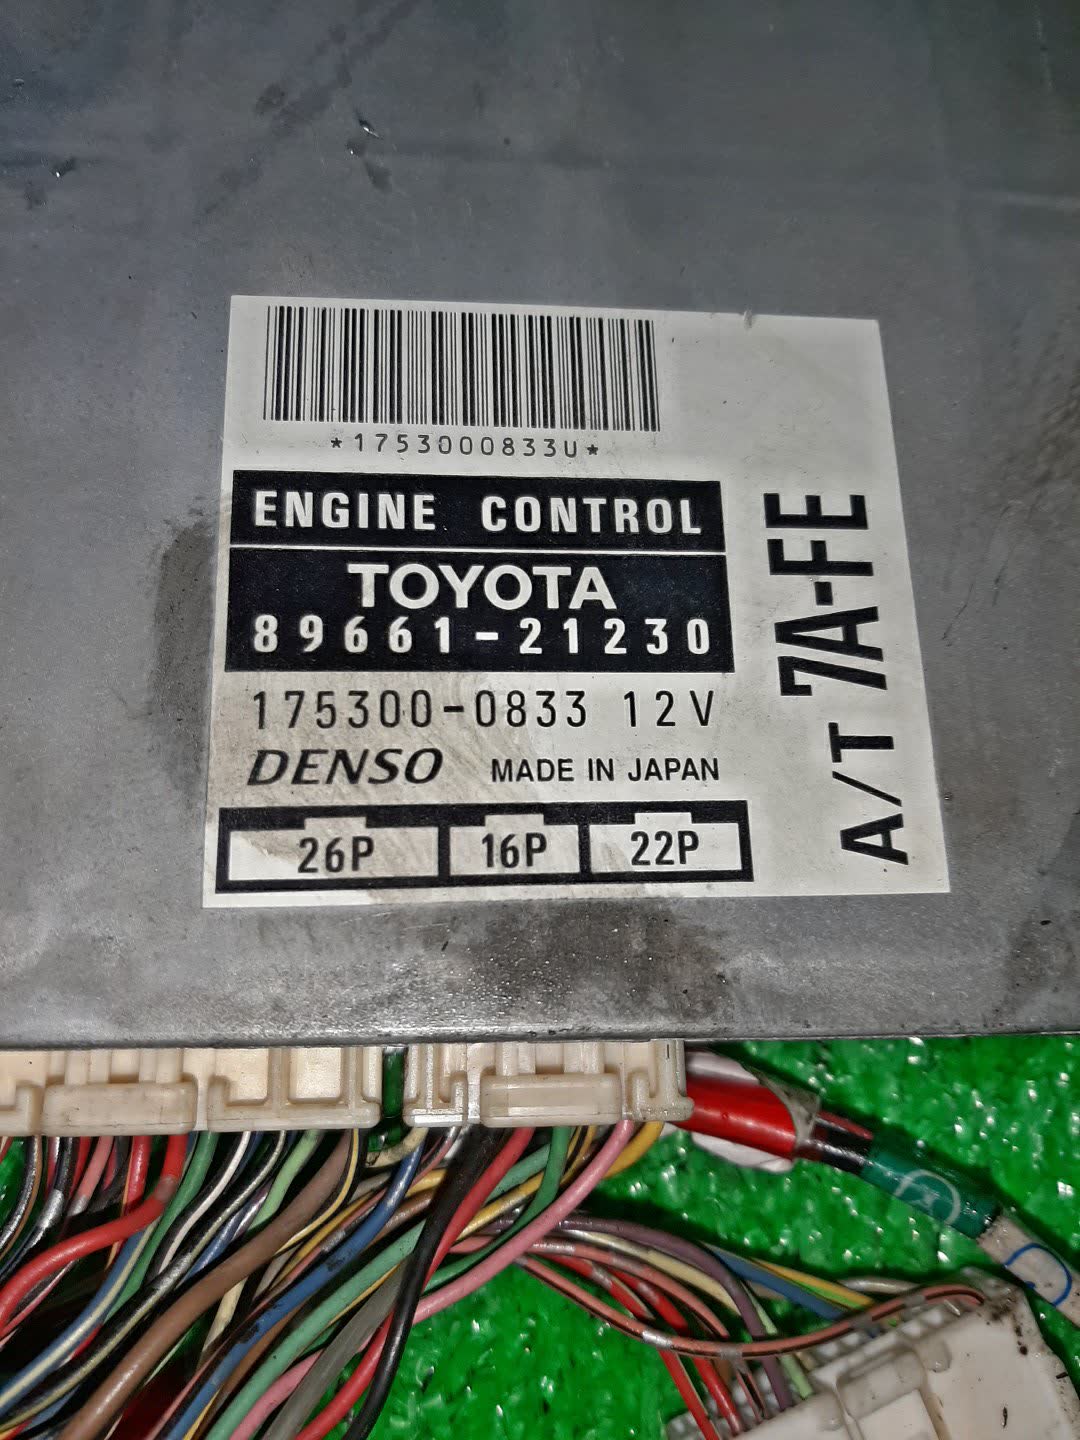 *1753000833U*
ENGINE CONTROL
TOYOTA
89661-21230
175300-0833 12V
DENSO MADE IN JAPAN
26P 16P 22P
A/T 7A-FE